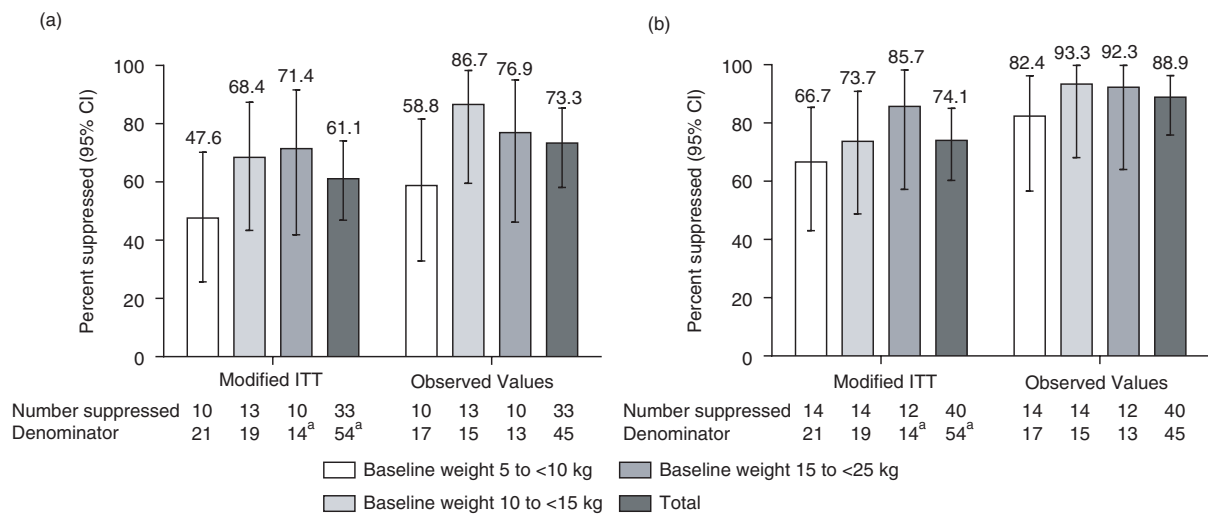 (a)
Percent suppressed (95% CI)
100
80
60
40
20
0
47.6
68.4
71.4
61.1
58.8
86.7
76.9
73.3
Modified ITT
Observed Values
Number suppressed 10 13 10 33 10 13 10 33
Denominator 21 19 14a 54a 17 15 13 45
(b)
Percent suppressed (95% CI)
100
80
60
40
20
0
66.7
73.7
85.7
74.1
82.4
93.3
92.3
88.9
Modified ITT
Observed Values
Number suppressed 14 14 12 40 14 14 12 40
Denominator 21 19 14a 54a 17 15 13 45
Baseline weight 5 to <10 kg
Baseline weight 15 to <25 kg
Baseline weight 10 to <15 kg
Total